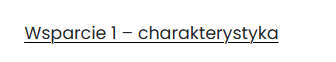 Wsparcie 1 – charakterystyka